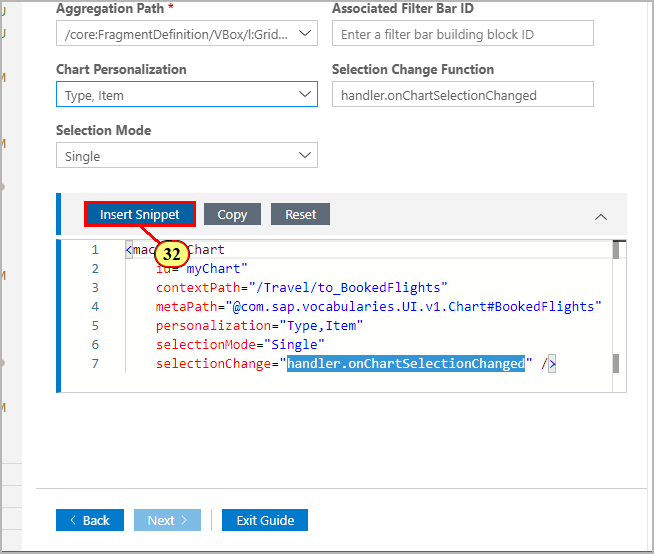 Aggregation Path * Associated Filter Bar ID
/core:FragmentDefinition/VBox/l:Grid... Enter a filter bar building block ID
Chart Personalization Selection Change Function
Type, Item handler.onChartSelectionChanged
Selection Mode
Single
Insert Snippet Copy Reset
32
1 <mac Chart
2 id="myChart"
3 contextPath="/Travel/to_BookedFlights"
4 metaPath="@com.sap.vocabularies.UI.v1.Chart#BookedFlights"
5 personalization="Type,Item"
6 selectionMode="Single"
7 selectionChange="handler.onChartSelectionChanged" />
< Back Next > Exit Guide